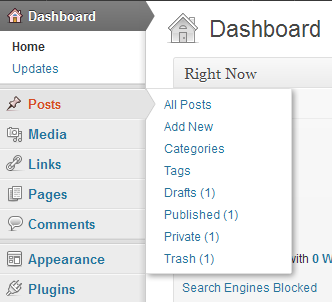 Dashboard
Home
Updates
Posts
Media
Links
Pages
Comments
Appearance
Plugins
Dashboard
Right Now
All Posts
Add New
Categories
Tags
Drafts (1)
Published (1)
Private (1)
Trash (1)
with 0 W
Search Engines Blocked